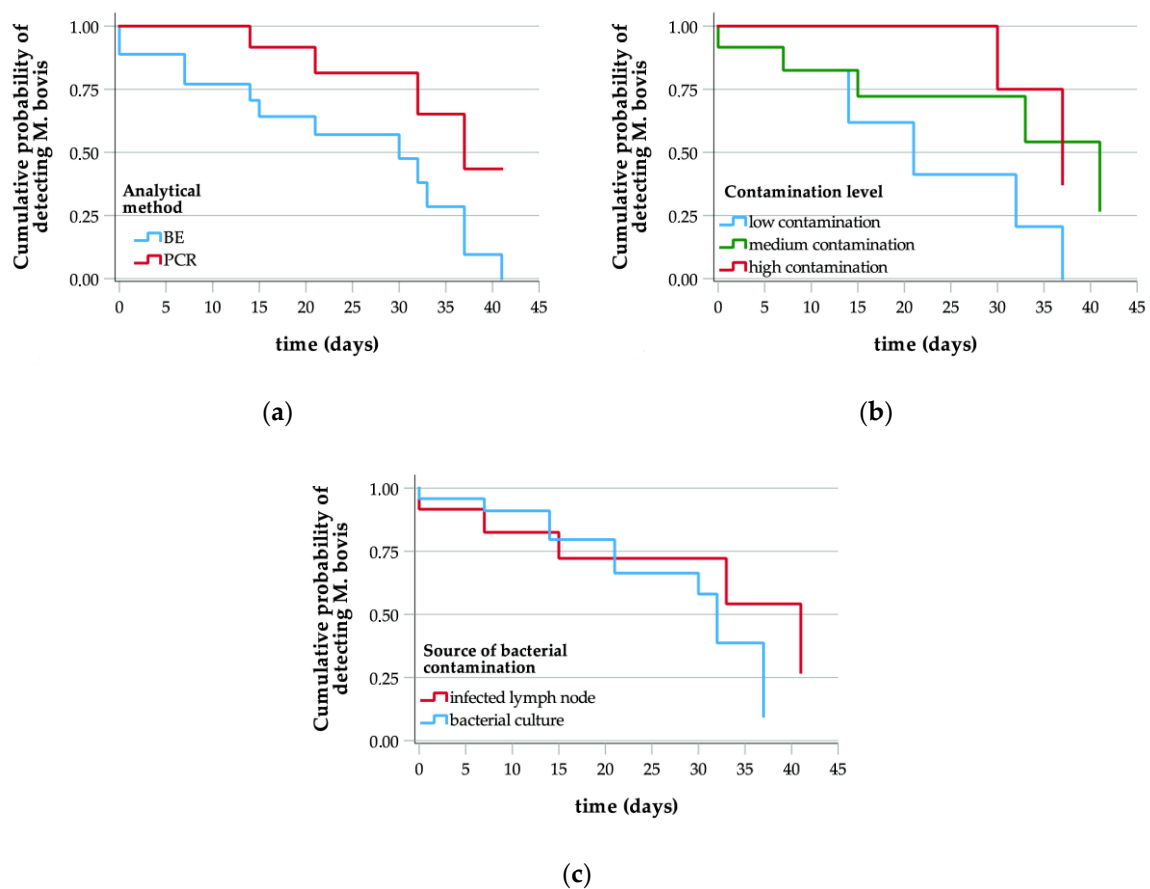 Cumulative probability of
detecting M. bovis
1.00
0.75
0.50
0.25
0.00
Analytical
method
BE
PCR
0 5 10 15 20 25 30 35 40 45
time (days)
(a)
Cumulative probability of
detecting M. bovis
1.00
0.75
0.50
0.25
0.00
Contamination level
low contamination
medium contamination
high contamination
0 5 10 15 20 25 30 35 40 45
time (days)
(b)
Cumulative probability of
detecting M. bovis
1.00
0.75
0.50
0.25
0.00
Source of bacterial
contamination
infected lymph node
bacterial culture
0 5 10 15 20 25 30 35 40 45
time (days)
(c)